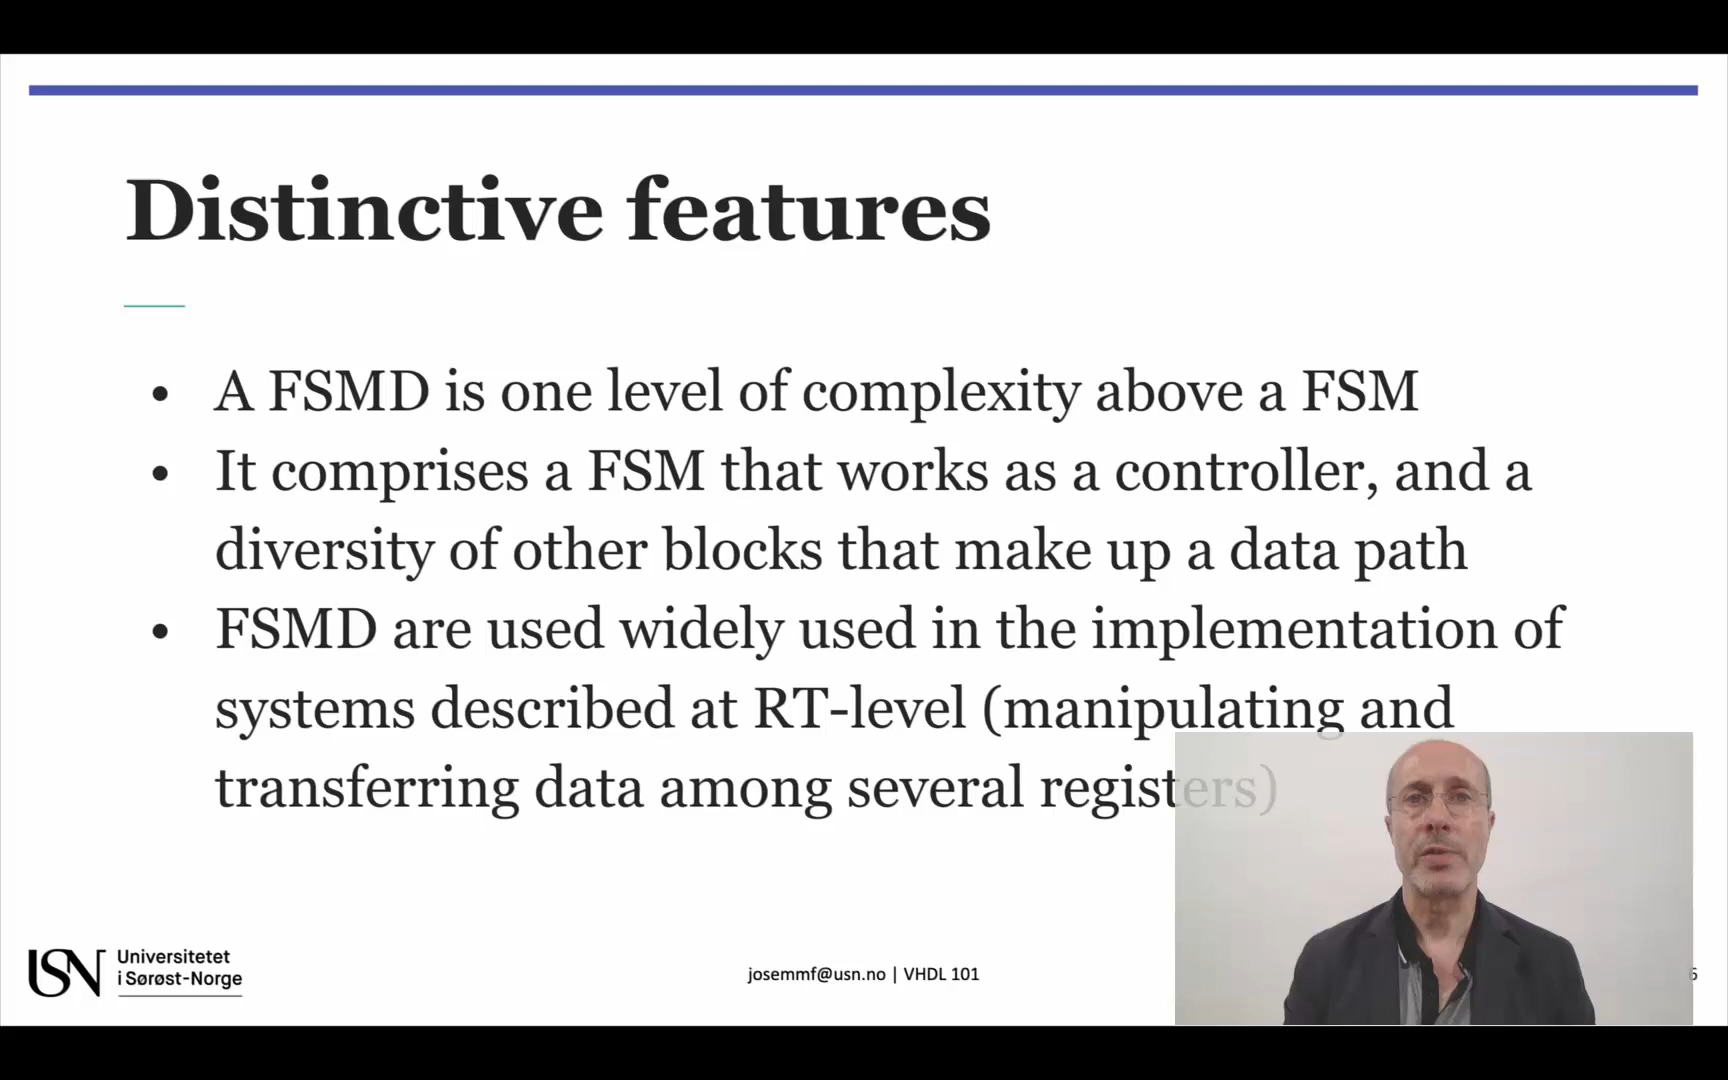 Distinctive features
• A FSMD is one level of complexity above a FSM
• It comprises a FSM that works as a controller, and a
diversity of other blocks that make up a data path
• FSMD are used widely used in the implementation of
systems described at RT-level (manipulating and
transferring data among several registers)
USN Universitetet
i Sørøst-Norge
josemmf@usn.no | VHDL 101